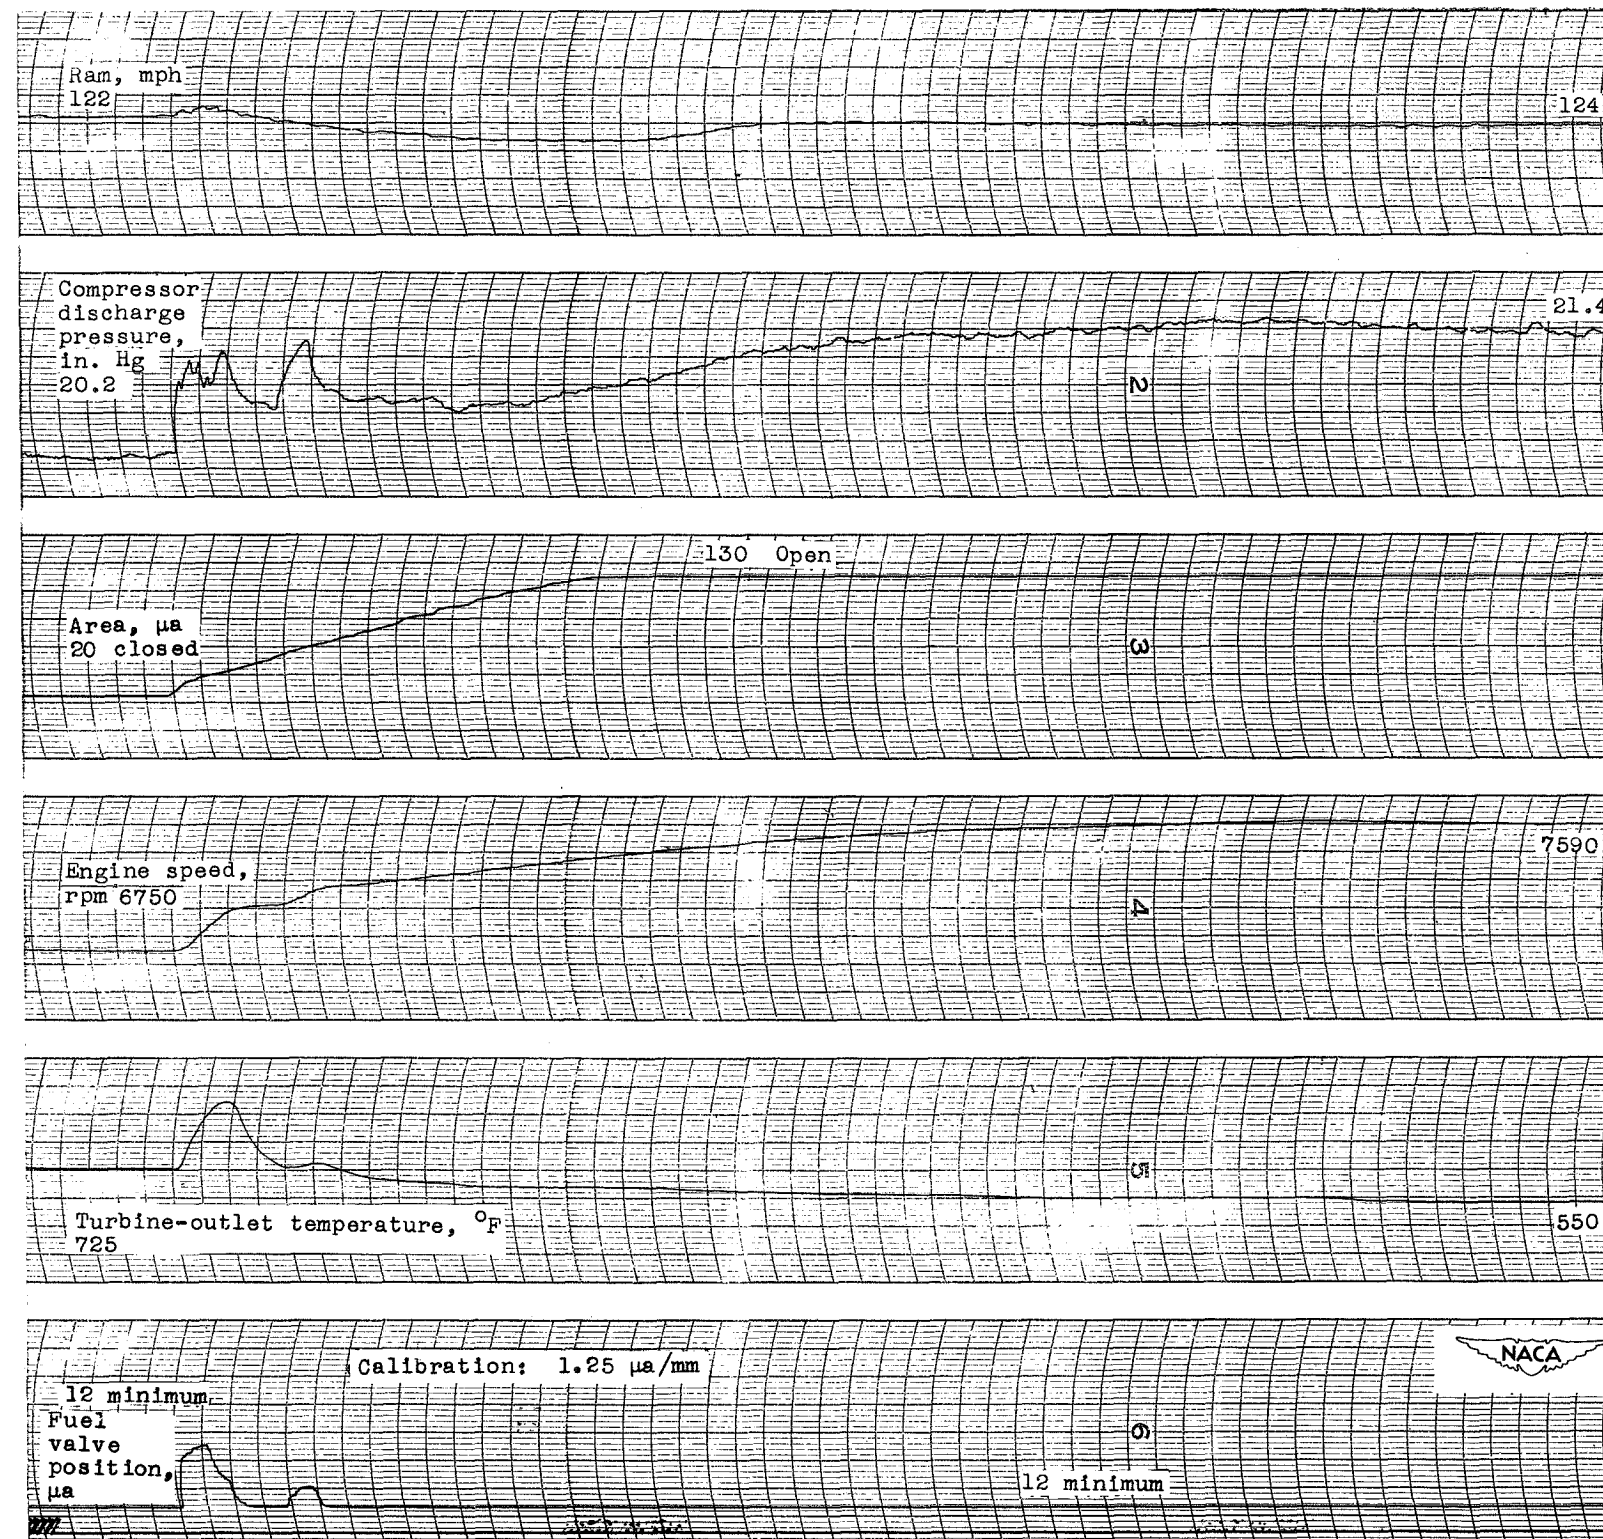 Ram, mph
122
124
Compressor
discharge
pressure,
in. Hg
20.2
21.4
2
130 Open
Area, µa
20 closed
3
Engine speed,
rpm 6750
7590
4
5
Turbine-outlet temperature, °F
725
550
NACA
Calibration: 1.25 µa/mm
12 minimum
Fuel
valve
position,
µa
6
12 minimum